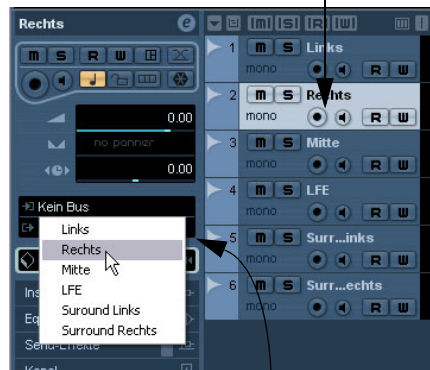 Rechts e
m S R W
0.00
no panner
0.00
Kein Bus
Links
Rechts
Mitte
LFE
Surround Links
Surround Rechts
Ins
Eq
Send-Effekte
Kanal
m S R W
1 m S Links
mono R W
2 m S Rechts
mono R W
3 m S Mitte
mono R W
4 m S LFE
mono R W
5 m S Surr...inks
mono R W
6 m S Surr...echts
mono R W